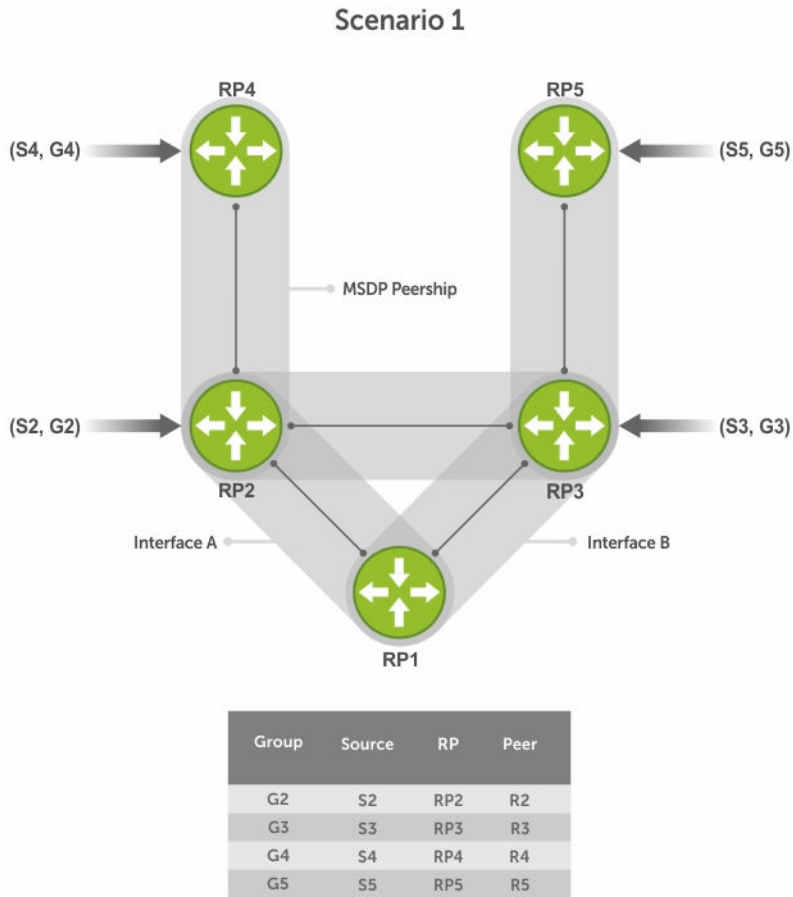 Scenario 1
RP4
RP5
(S4, G4)
(S5, G5)
MSDP Peership
(S2, G2)
(S3, G3)
RP2
RP3
Interface A
Interface B
RP1
Group Source RP Peer
G2 S2 RP2 R2
G3 S3 RP3 R3
G4 S4 RP4 R4
G5 S5 RP5 R5